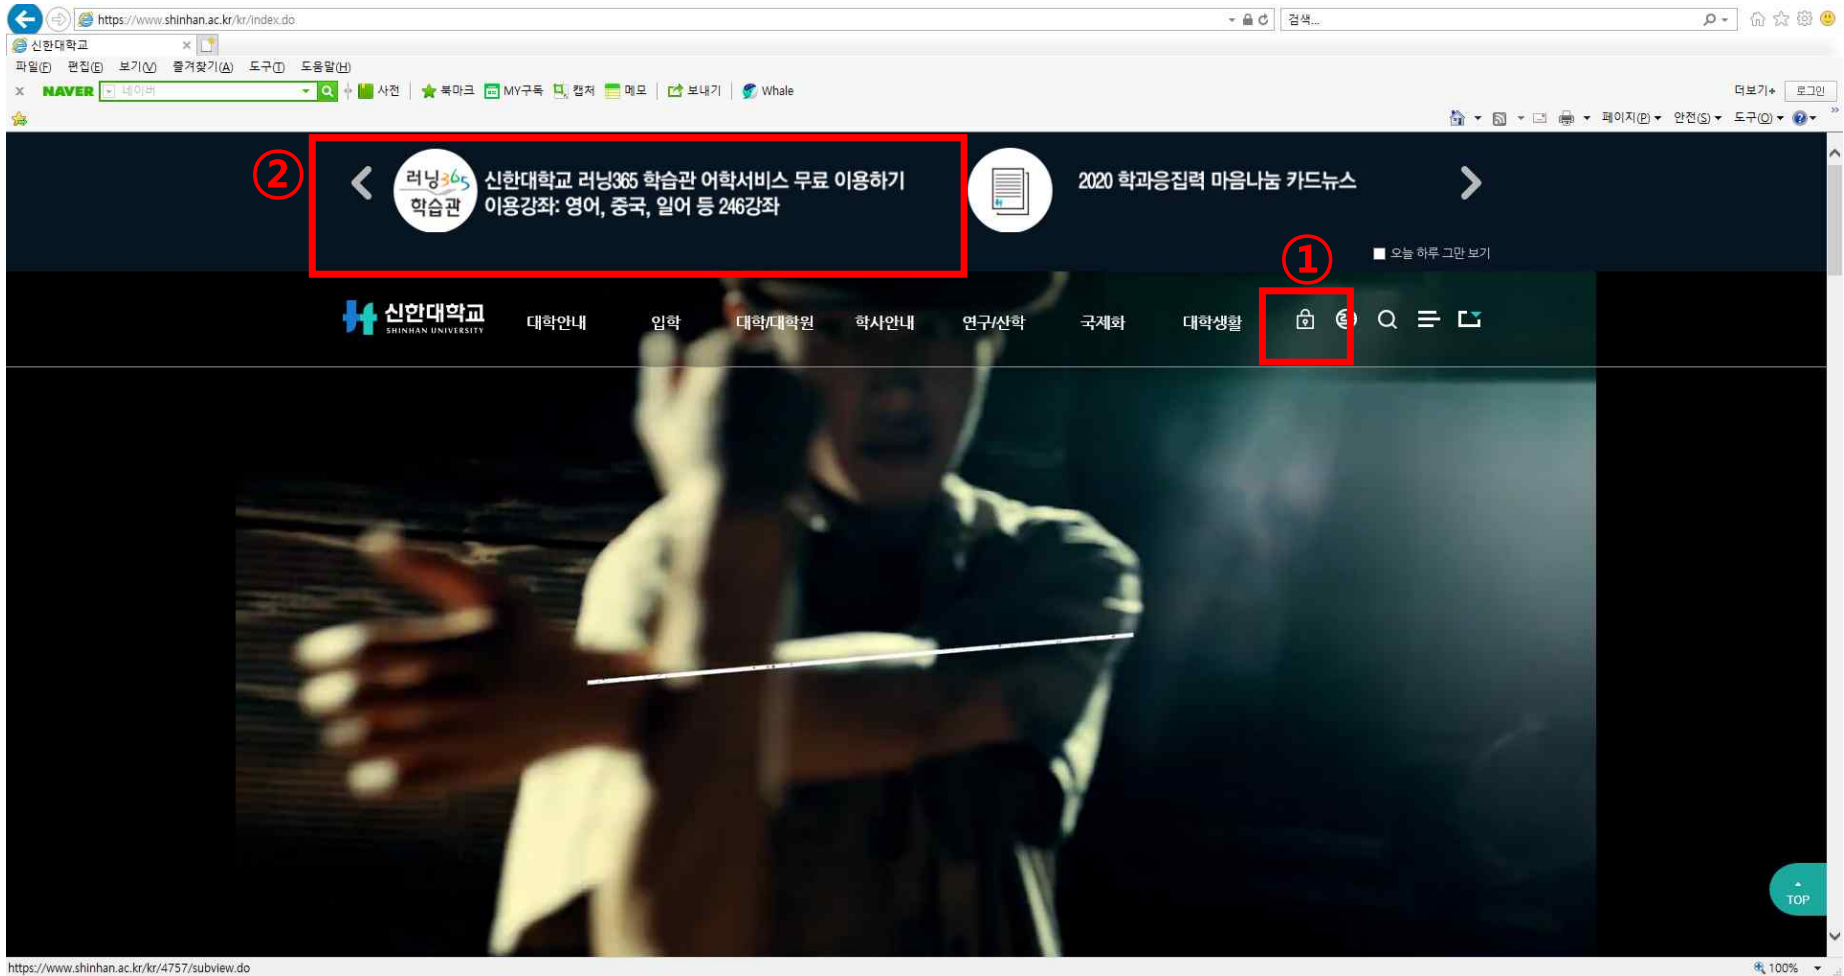 https://www.shinhan.ac.kr/kr/index.do
검색...
신한대학교
파일(F) 편집(E) 보기(V) 즐겨찾기(A) 도구(T) 도움말(H)
NAVER 네이버 사전 북마크 MY구독 캡처 메모 보내기 Whale 더보기+ 로그인
페이지(P) 안전(S) 도구(O)
②
러닝365 학습관
신한대학교 러닝365 학습관 어학서비스 무료 이용하기
이용강좌: 영어, 중국, 일어 등 246강좌
2020 학과응집력 마음나눔 카드뉴스
오늘 하루 그만 보기
①
신한대학교
SHINHAN UNIVERSITY
대학안내 입학 대학/대학원 학사안내 연구/산학 국제화 대학생활
TOP
https://www.shinhan.ac.kr/kr/4757/subview.do
100%